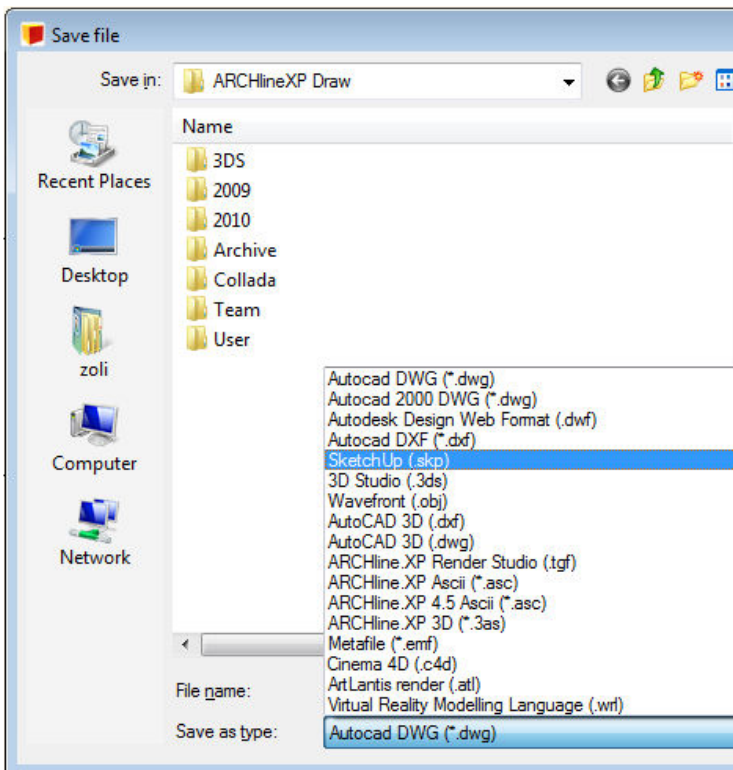 Save file
Save in: ARCHlineXP Draw
Name
Recent Places
Desktop
zoli
Computer
Network
3DS
2009
2010
Archive
Collada
Team
User
Autocad DWG (*.dwg)
Autocad 2000 DWG (*.dwg)
Autodesk Design Web Format (.dwf)
Autocad DXF (*.dxf)
SketchUp (.skp)
3D Studio (.3ds)
Wavefront (.obj)
AutoCAD 3D (.dxf)
AutoCAD 3D (.dwg)
ARCHline.XP Render Studio (.tgf)
ARCHline.XP Ascii (*.asc)
ARCHline.XP 4.5 Ascii (*.asc)
ARCHline.XP 3D (*.3as)
Metafile (*.emf)
Cinema 4D (.c4d)
ArtLantis render (.atl)
Virtual Reality Modelling Language (.wrl)
File name:
Save as type: Autocad DWG (*.dwg)